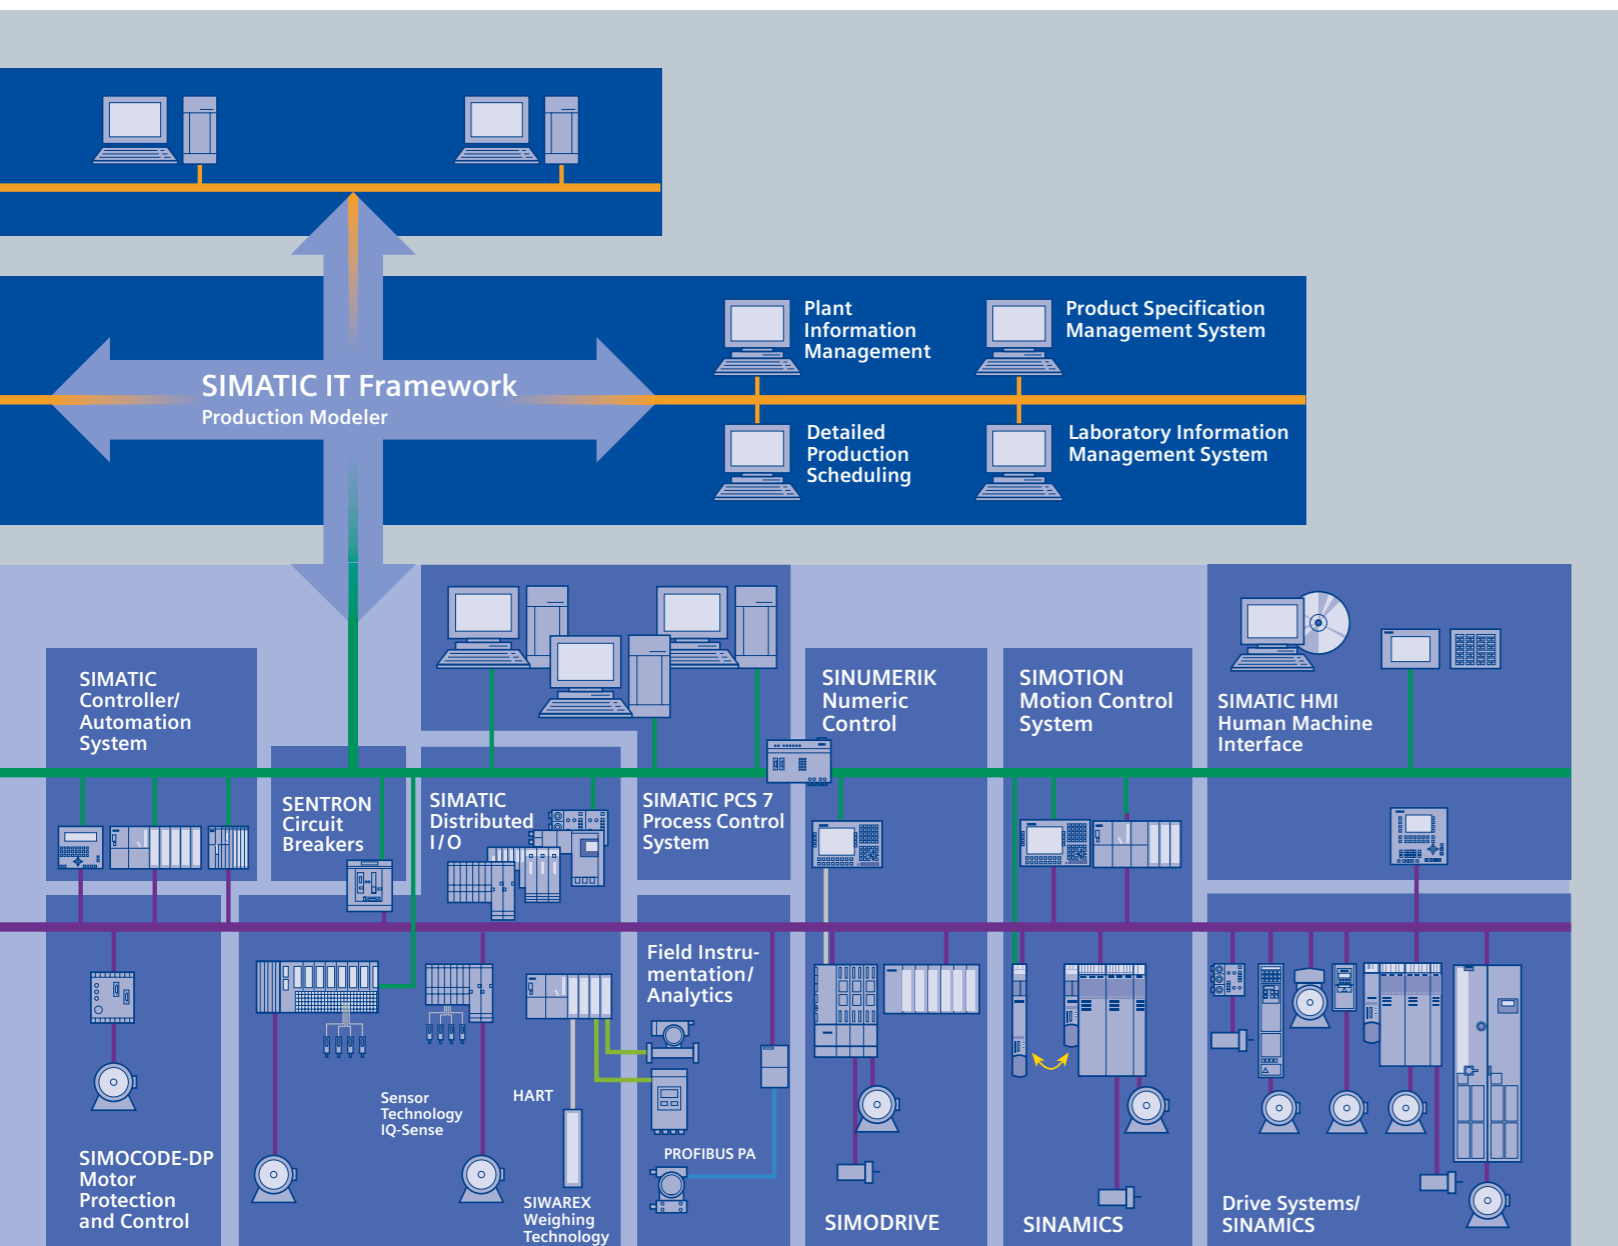 Plant
Information
Management
Product Specification
Management System
SIMATIC IT Framework
Production Modeler
Detailed
Production
Scheduling
Laboratory Information
Management System
SIMATIC
Controller/
Automation
System
SINUMERIK
Numeric
Control
SIMOTION
Motion Control
System
SIMATIC HMI
Human Machine
Interface
SENTRON
Circuit
Breakers
SIMATIC
Distributed
I/O
SIMATIC PCS 7
Process Control
System
Field Instru-
mentation/
Analytics
Sensor
Technology
IQ-Sense
HART
PROFIBUS PA
SIMOCODE-DP
Motor
Protection
and Control
SIWAREX
Weighing
Technology
SIMODRIVE
SINAMICS
Drive Systems/
SINAMICS